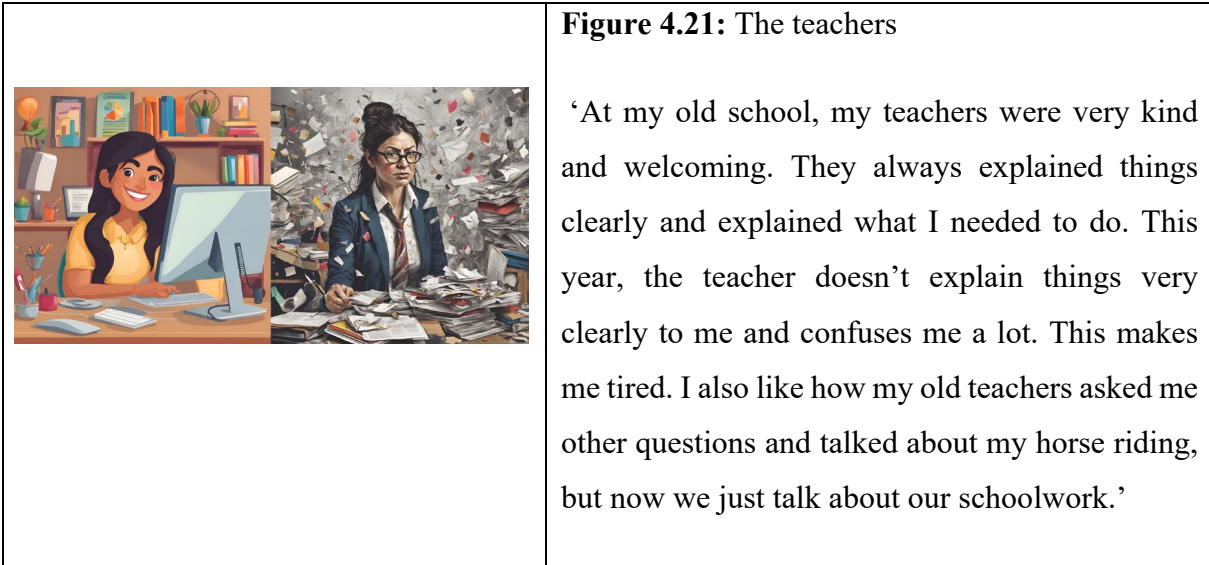 Figure 4.21: The teachers
‘At my old school, my teachers were very kind
and welcoming. They always explained things
clearly and explained what I needed to do. This
year, the teacher doesn’t explain things very
clearly to me and confuses me a lot. This makes
me tired. I also like how my old teachers asked me
other questions and talked about my horse riding,
but now we just talk about our schoolwork.’